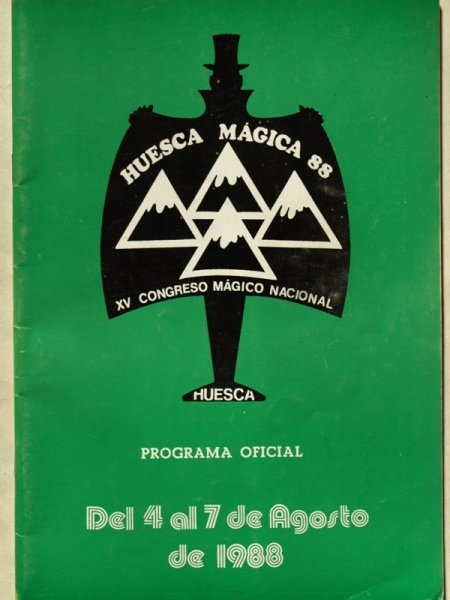 HUESCA MÁGICA 88
XV CONGRESO MÁGICO NACIONAL
HUESCA
PROGRAMA OFICIAL
Del 4 al 7 de Agosto
de 1988